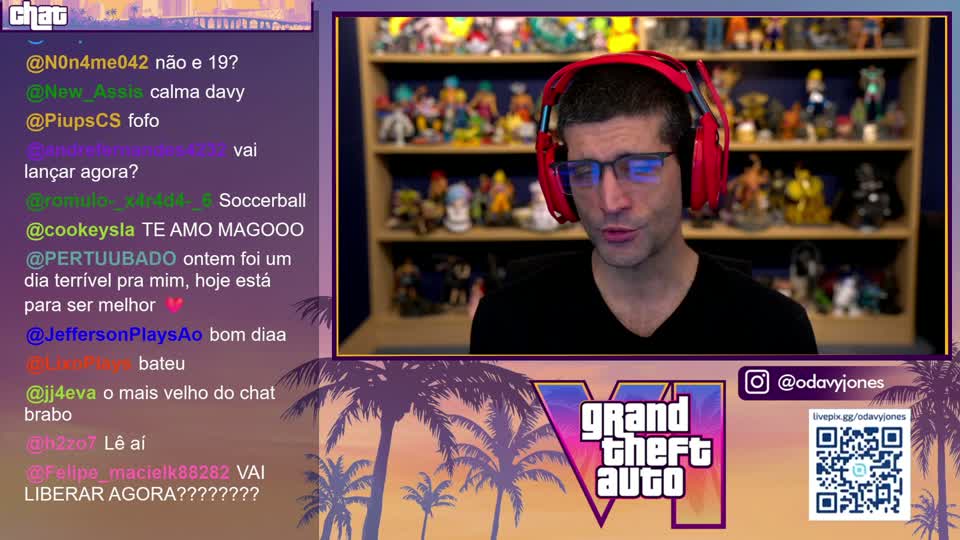 chat
@N0n4me042 não e 19?
@New_Assis calma davy
@PiupsCS fofo
@andrefernandes4232 vai
lançar agora?
@romulo-_x4r4d4-_6 Soccerball
@cookeysla TE AMO MAGOOO
@PERTUUBADO ontem foi um
dia terrível pra mim, hoje está
para ser melhor 💔
@JeffersonPlaysAo bom diaa
@LixoPlays bateu
@jj4eva o mais velho do chat
brabo
@h2zo7 Lê aí
@Felipe_macielk88282 VAI
LIBERAR AGORA????????
VI
grand
theft
auto
@odavyjones
livepix.gg/odavyjones